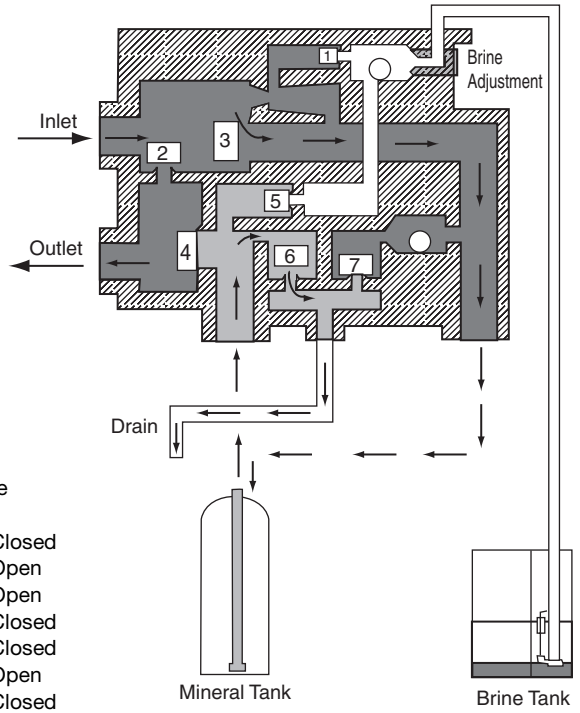 1
Brine
Adjustment
Inlet
3
2
5
Outlet
4
6
7
Drain
e
Closed
Open
Open
Closed
Closed
Open
Closed
Mineral Tank
Brine Tank